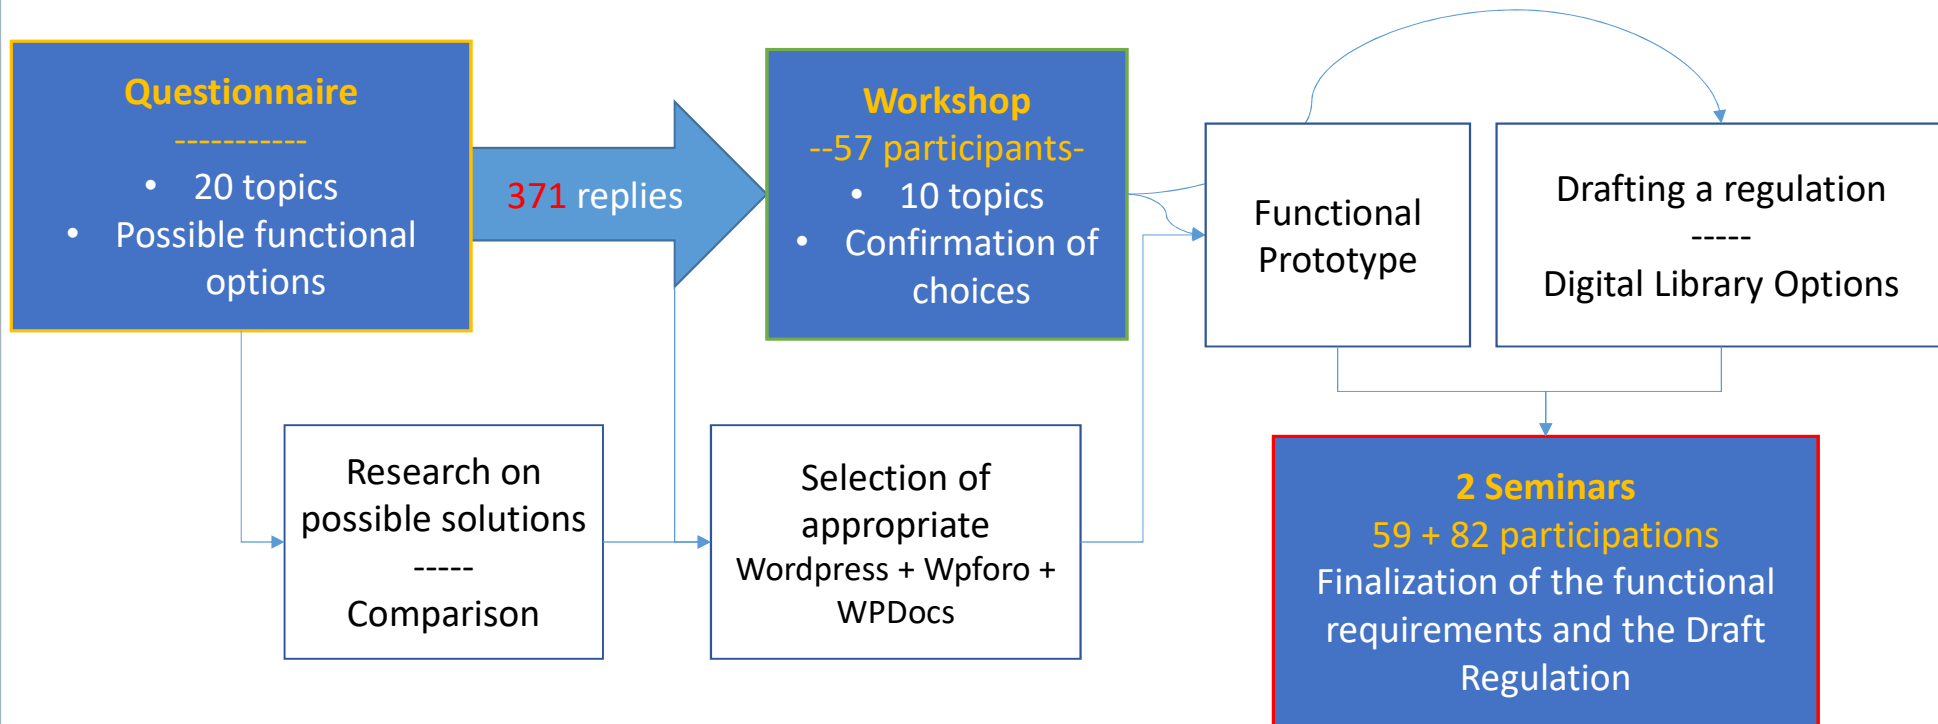 Questionnaire
-----------
• 20 topics
• Possible functional
options
371 replies
Workshop
--57 participants-
• 10 topics
• Confirmation of
choices
Functional
Prototype
Drafting a regulation
-----
Digital Library Options
Research on
possible solutions
----
Comparison
Selection of
appropriate
Wordpress + Wpforo +
WPDocs
2 Seminars
59 + 82 participations
Finalization of the functional
requirements and the Draft
Regulation